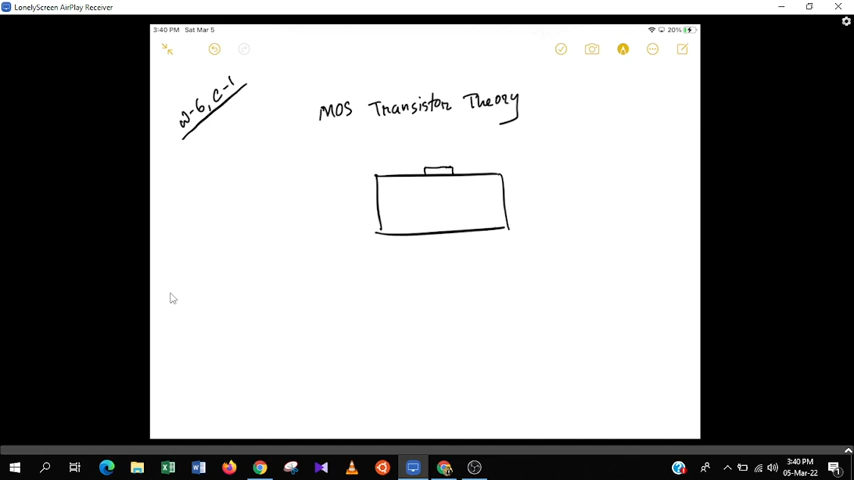 LonelyScreen AirPlay Receiver
3:40 PM Sat Mar 5
20%
W-6, C-1
MOS Transistor Theory
3:40 PM
05-Mar-22